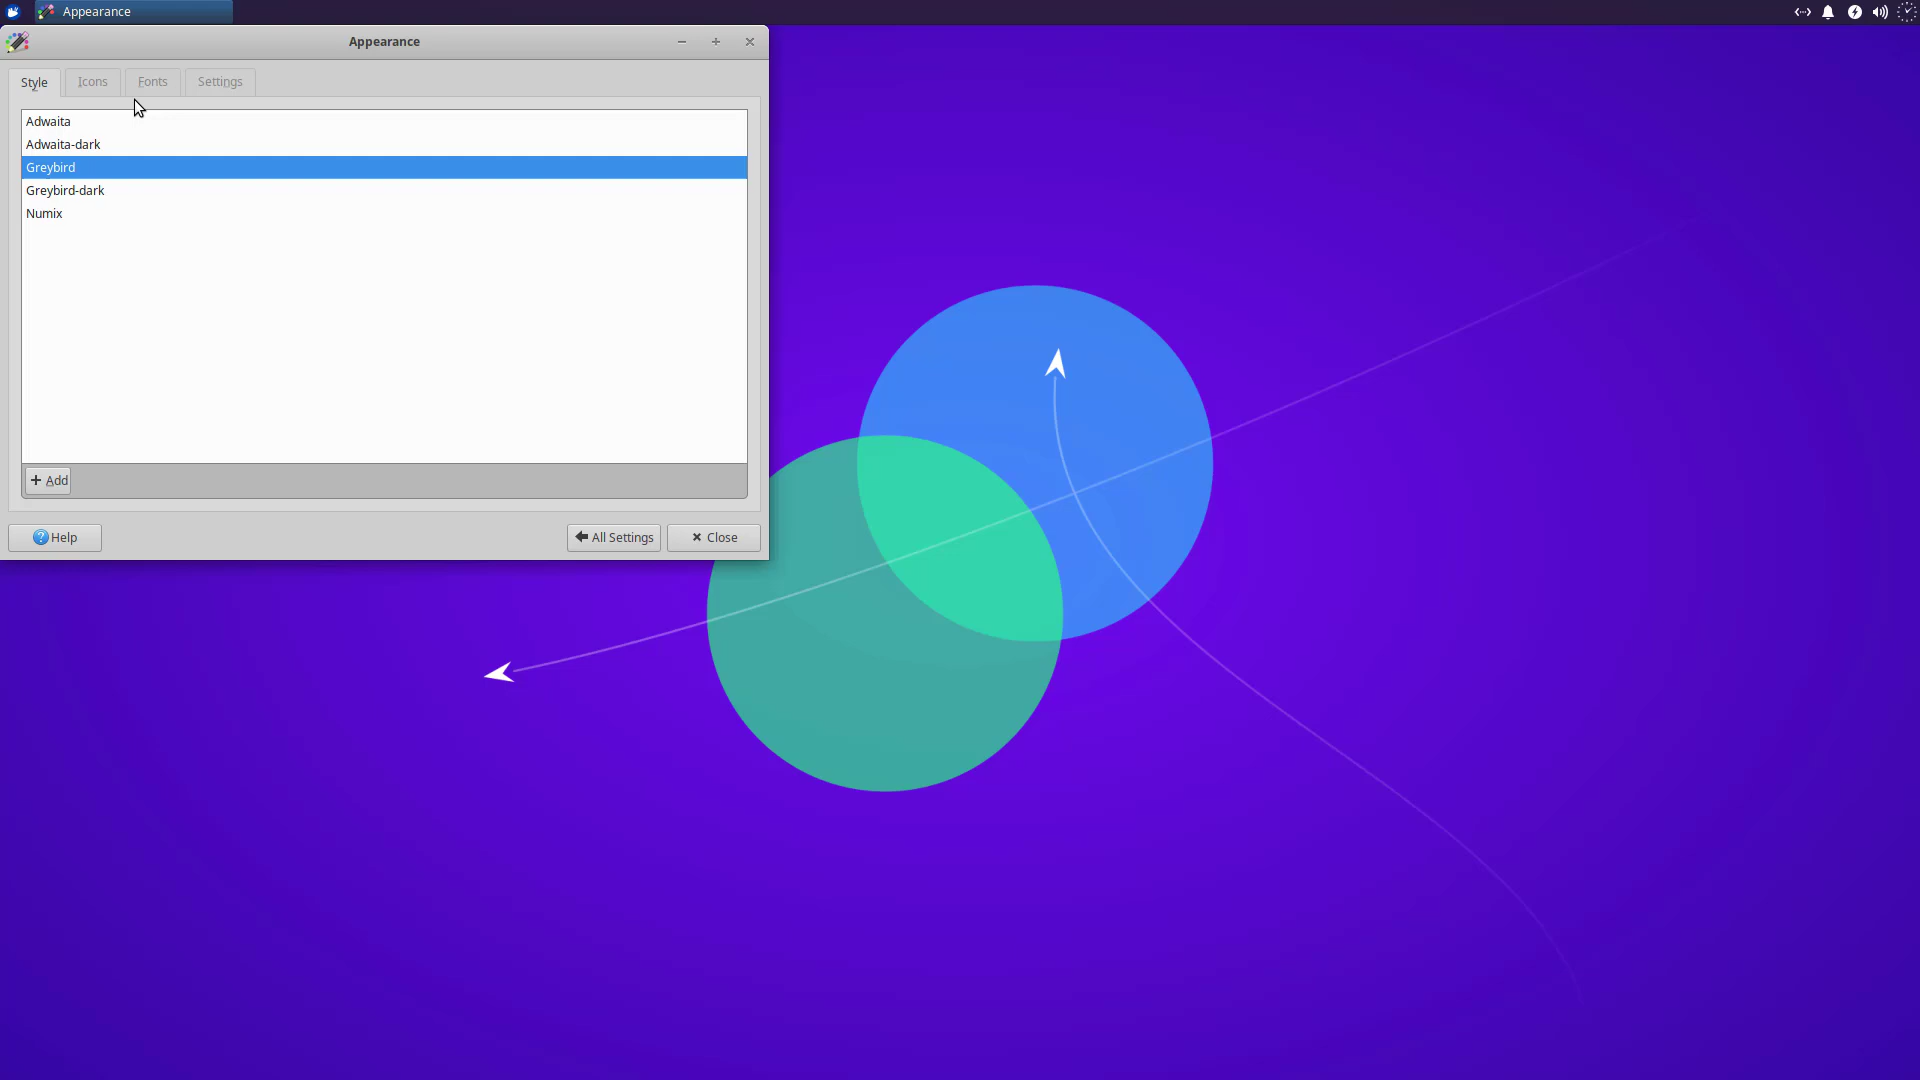 Appearance
Appearance
Style Icons Fonts Settings
Adwaita
Adwaita-dark
Greybird
Greybird-dark
Numix
Add
Help All Settings Close